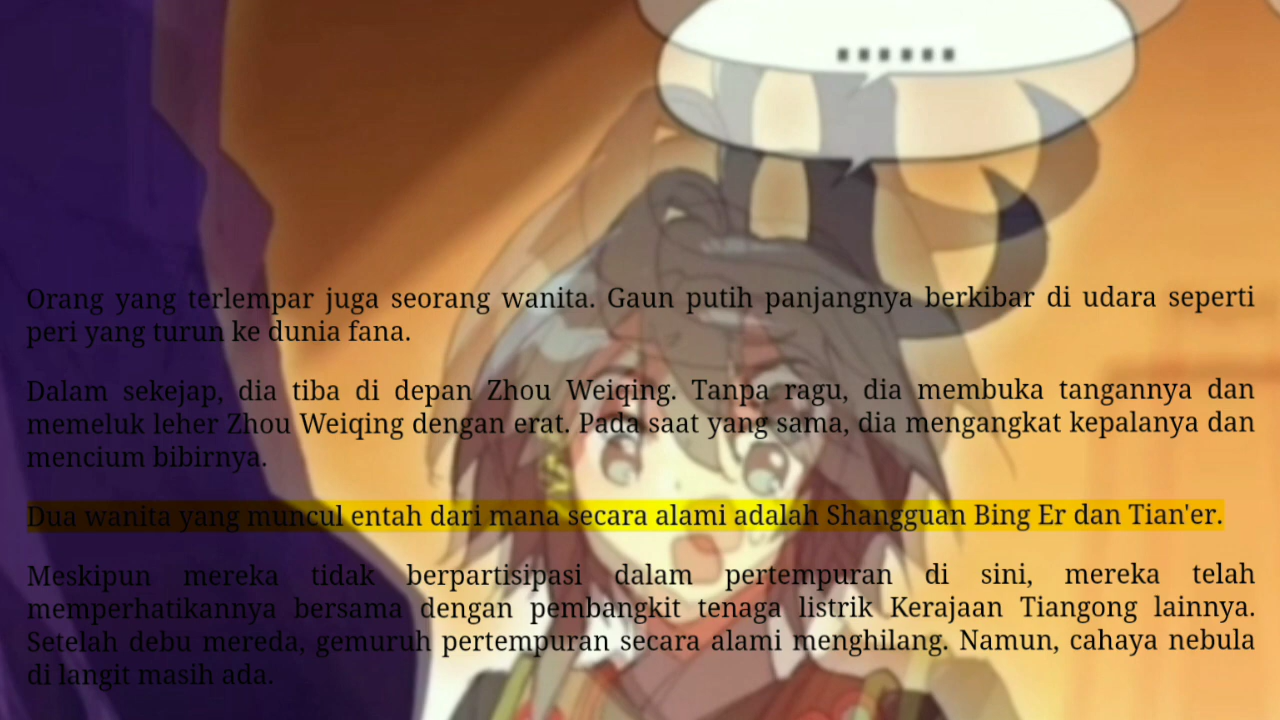 ......
Orang yang terlempar juga seorang wanita. Gaun putih panjangnya berkibar di udara seperti
peri yang turun ke dunia fana.
Dalam sekejap, dia tiba di depan Zhou Weiqing. Tanpa ragu, dia membuka tangannya dan
memeluk leher Zhou Weiqing dengan erat. Pada saat yang sama, dia mengangkat kepalanya dan
mencium bibirnya.
Dua wanita yang muncul entah dari mana secara alami adalah Shangguan Bing Er dan Tian'er.
Meskipun mereka tidak berpartisipasi dalam pertempuran di sini, mereka telah
memperhatikannya bersama dengan pembangkit tenaga listrik Kerajaan Tiangong lainnya.
Setelah debu mereda, gemuruh pertempuran secara alami menghilang. Namun, cahaya nebula
di langit masih ada.